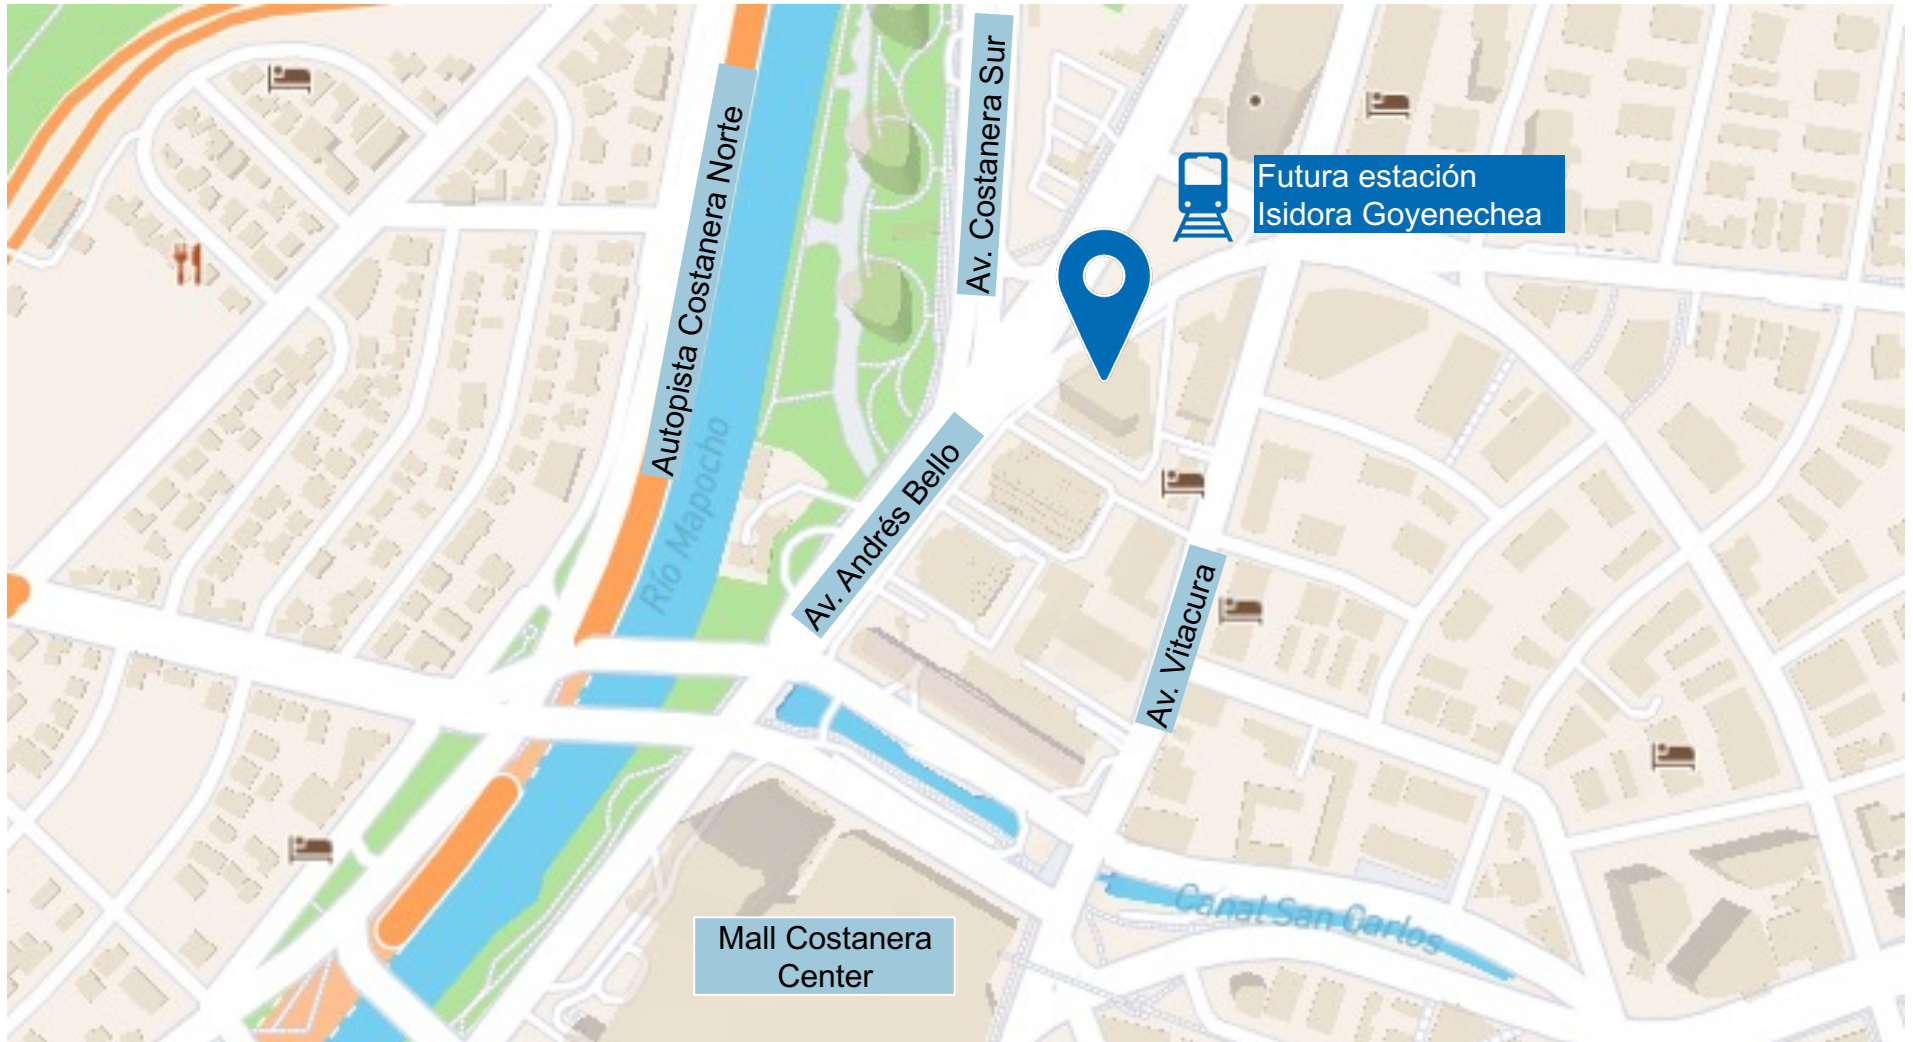 Autopista Costanera Norte
Av. Costanera Sur
Futura estación
Isidora Goyenechea
Río Mapocho
Av. Andrés Bello
Av. Vitacura
Canal San Carlos
Mall Costanera
Center